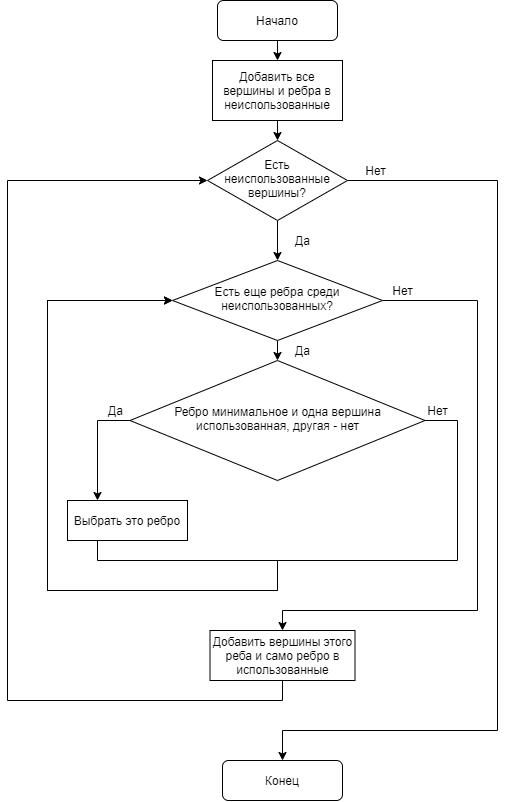 Начало
Добавить все
вершины и ребра в
неиспользованные
Есть
неиспользованные
вершины?
Нет
Да
Есть еще ребра среди
неиспользованных?
Нет
Да
Ребро минимальное и одна вершина
использованная, другая - нет
Да
Нет
Выбрать это ребро
Добавить вершины этого
реба и само ребро в
использованные
Конец